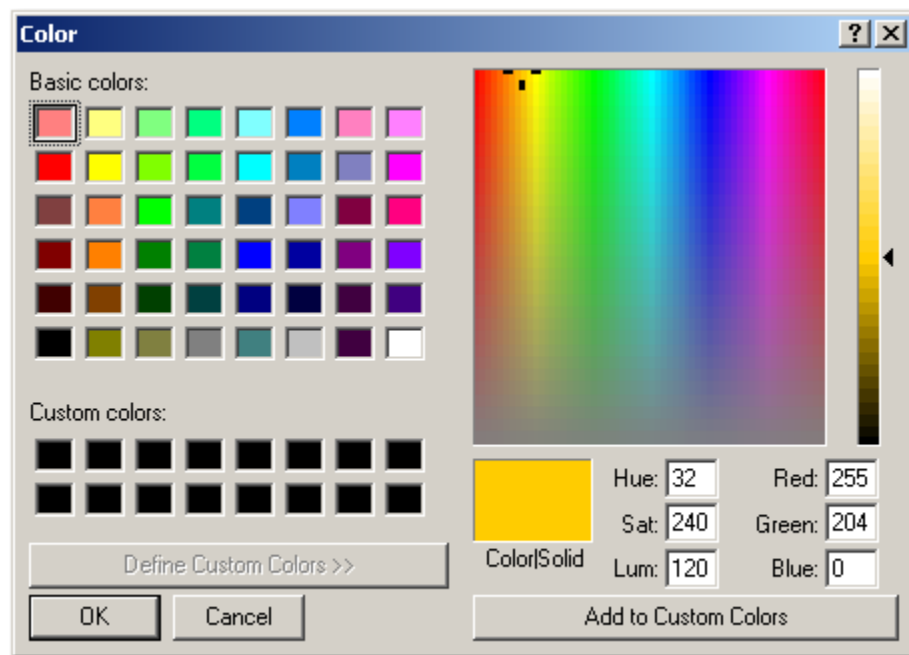 Color
Basic colors:
Custom colors:
Define Custom Colors >>
OK
Cancel
Color|Solid
Hue: 32
Sat: 240
Lum: 120
Red: 255
Green: 204
Blue: 0
Add to Custom Colors